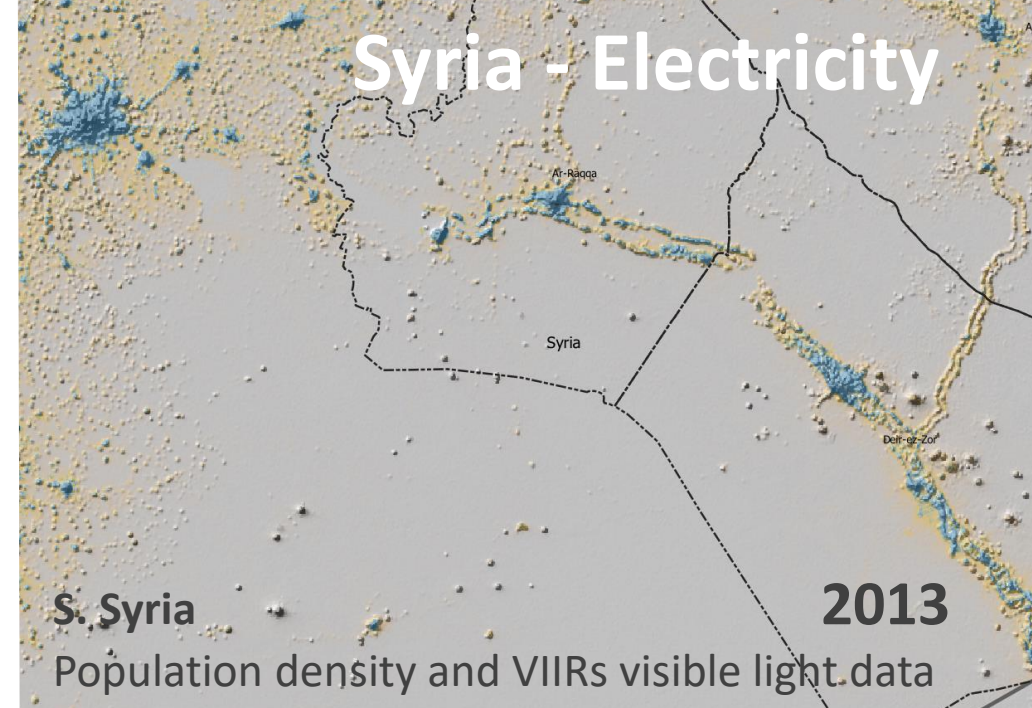 Syria - Electricity
Ar-Raqqa
Syria
Deir-ez-Zor
S. Syria
2013
Population density and VIIRs visible light data